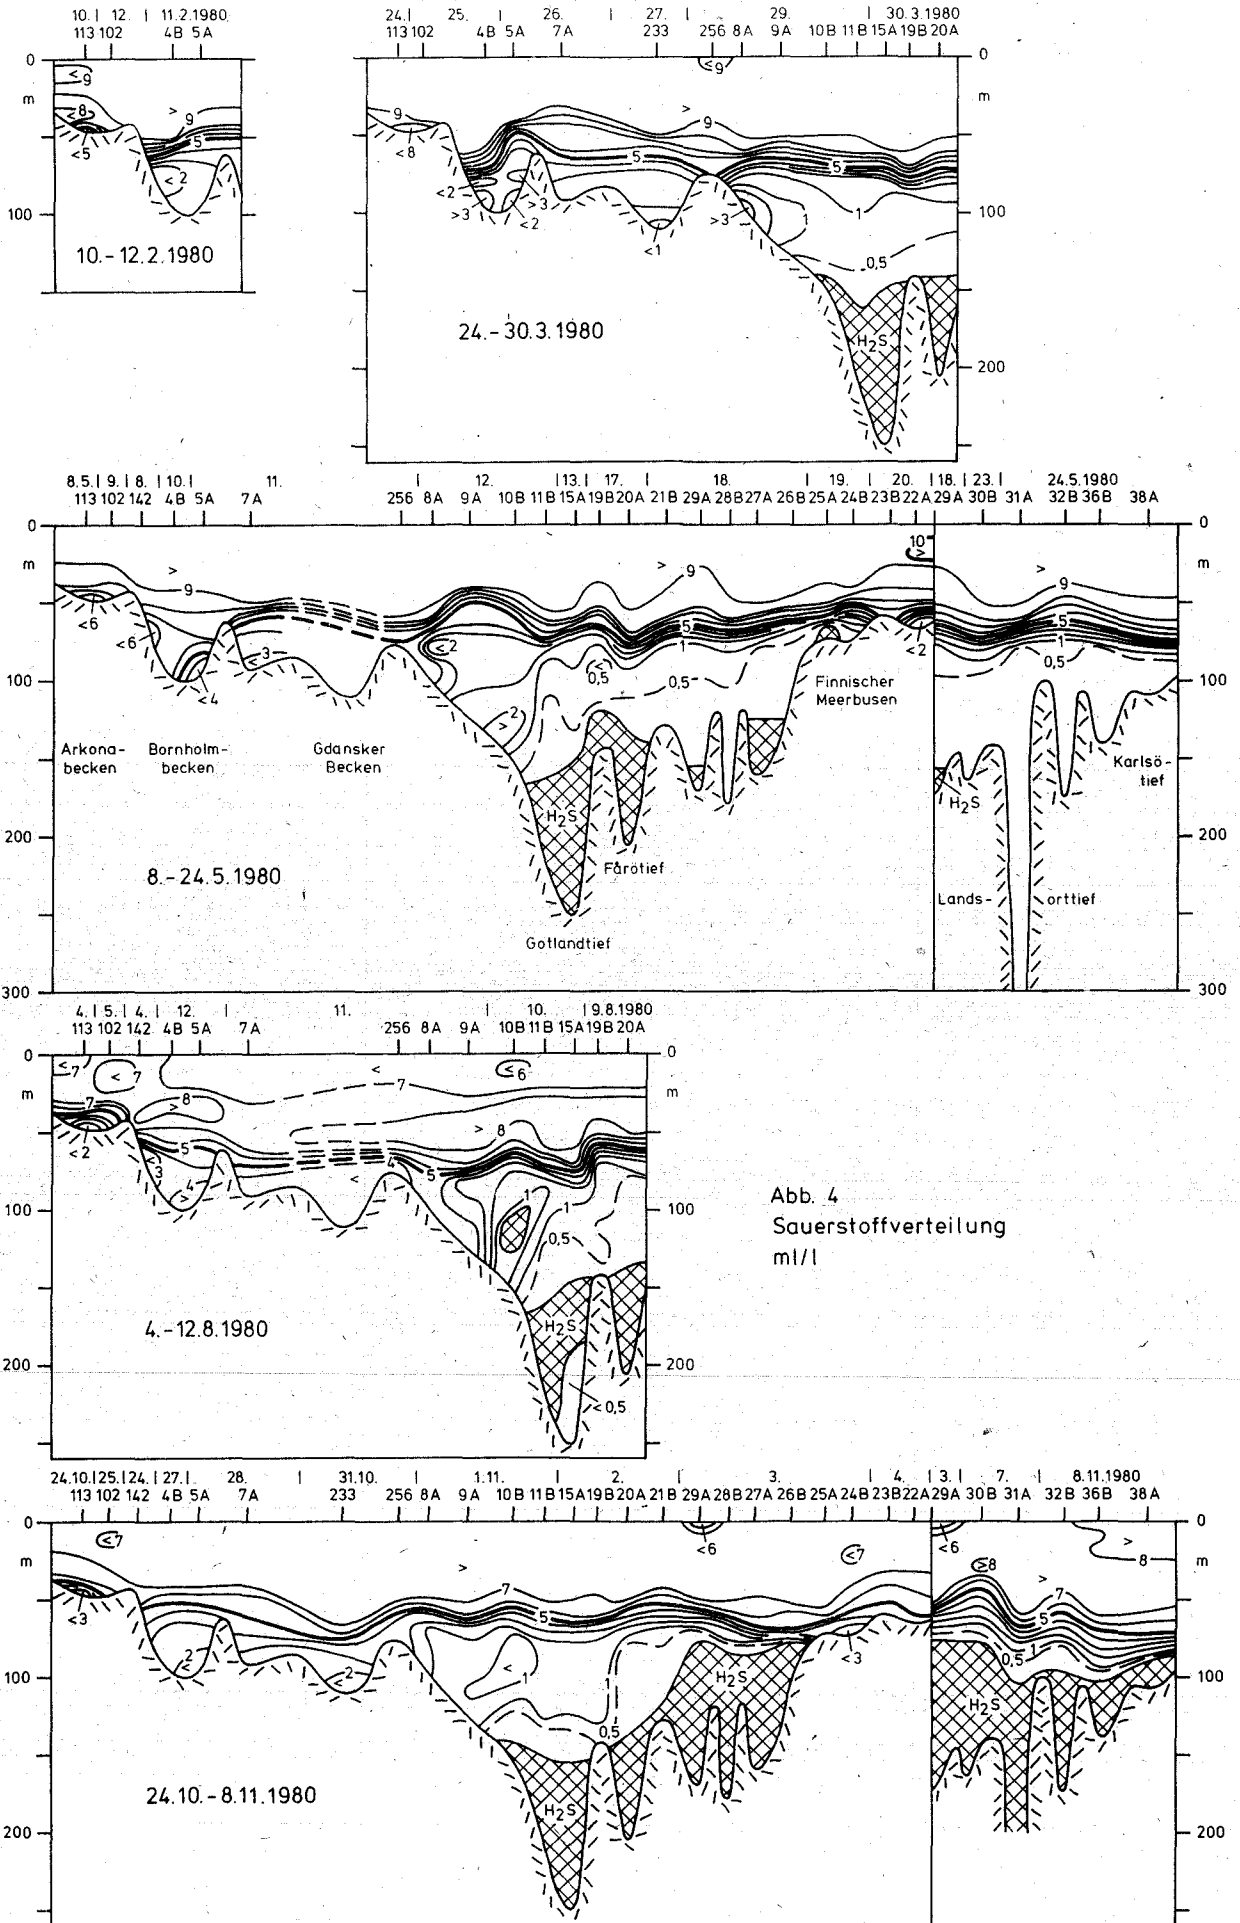 10. | 12. | 11.2.1980
113 102 4B 5A
0
m
100
< 9
< 8
> 9
5
<5
<2
10.-12.2.1980
24.| 25. | 26. | 27. | 29. | 30.3.1980
113 102 4B 5A 7A 233 256 8A 9A 10B 11B 15A 19B 20A
0
m
100
200
<9
9
>
9
<8
5
5
<2
>3
>3
<2
<1
>3
1
1
0,5
H2S
24.-30.3.1980
8.5.| 9. | 8. | 10.| 11. | 12. |13.| 17. | 18. 19. | 20. | 18. | 23.| 24.5.1980
113 102 142 4B 5A 7A 256 8A 9A 10B 11B 15A 19B 20A 21B 29A 28B 27A 26B 25A 24B 23B 22A 29A 30B 31A 32B 36B 38A
0
m
100
200
300
0
m
100
200
300
>
9
<6
<6
<4
<3
<2
> 2
>
9
10
>
5
1
<
0,5
0,5
<2
>
9
5
1
0,5
Arkona-
becken
Bornholm-
becken
Gdansker
Becken
Finnischer
Meerbusen
Karlsö-
tief
H2S
H2S
Fårötief
Lands-
orttief
Gotlandtief
8.-24.5.1980
4. | 5. | 4. | 12. | 11. | 10. | 9.8.1980
113 102 142 4B 5A 7A 256 8A 9A 10B 11B 15A 19B 20A
0
m
100
200
0
m
100
200
<7
< 7
<
7
<6
7
8
>
> 8
<2
5
<3
4
>
4
<
5
1
1
0,5
H2S
<0,5
4.-12.8.1980
Abb. 4
Sauerstoffverteilung
ml/l
24.10.|25.|24. | 27.| 28. | 31.10. | 1.11. | 2. | 3. | 4. | 3. | 7. | 8.11.1980
113 102 142 4B 5A 7A 233 256 8A 9A 10B 11B 15A 19B 20A 21B 29A 28B 27A 26B 25A 24B 23B 22A 29A 30B 31A 32B 36B 38A
0
m
100
200
0
m
100
200
<7
>
7
<6
<7
<6
>8
>
7
>
8
<3
5
2
<
2
<
<
1
1
0,5
<3
5
1
0,5
H2S
H2S
H2S
24.10.-8.11.1980